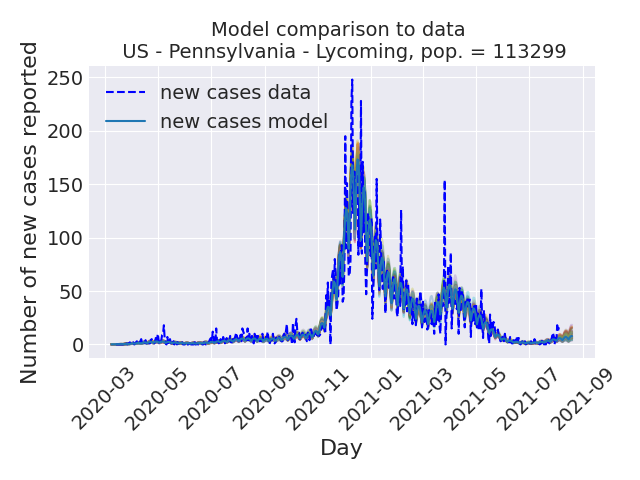 Model comparison to data
US - Pennsylvania - Lycoming, pop. = 113299
Number of new cases reported
250
200
150
100
50
0
new cases data
new cases model
2020-03
2020-05
2020-07
2020-09
2020-11
2021-01
2021-03
2021-05
2021-07
2021-09
Day